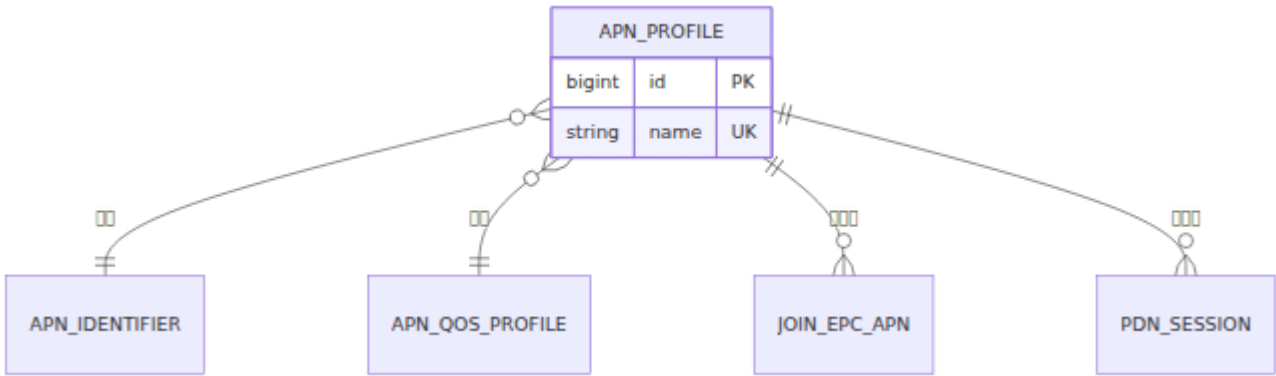 APN_PROFILE
bigint id PK
string name UK
APN_IDENTIFIER
APN_QOS_PROFILE
JOIN_EPC_APN
PDN_SESSION